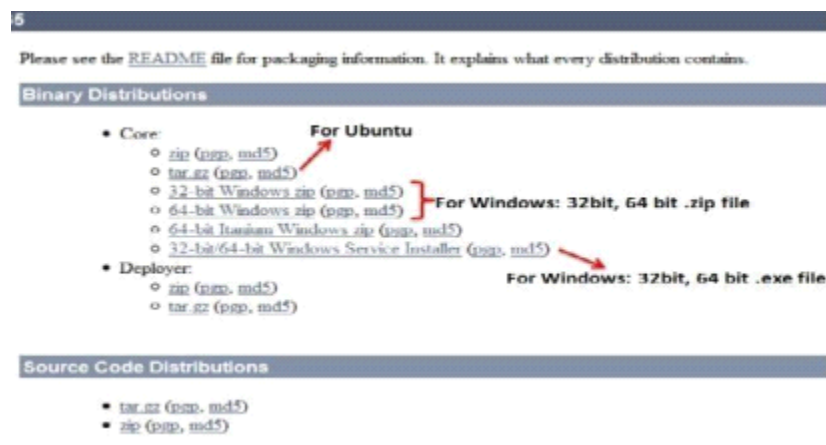 5
Please see the README file for packaging information. It explains what every distribution contains.
Binary Distributions
• Core:
For Ubuntu
○ zip (pgp, md5)
○ tar.gz (pgp, md5)
○ 32-bit Windows zip (pgp, md5)
○ 64-bit Windows zip (pgp, md5)
For Windows: 32bit, 64 bit .zip file
○ 64-bit Itanium Windows zip (pgp, md5)
○ 32-bit/64-bit Windows Service Installer (pgp, md5)
• Deployer:
For Windows: 32bit, 64 bit .exe file
○ zip (pgp, md5)
○ tar.gz (pgp, md5)
Source Code Distributions
• tar.gz (pgp, md5)
• zip (pgp, md5)